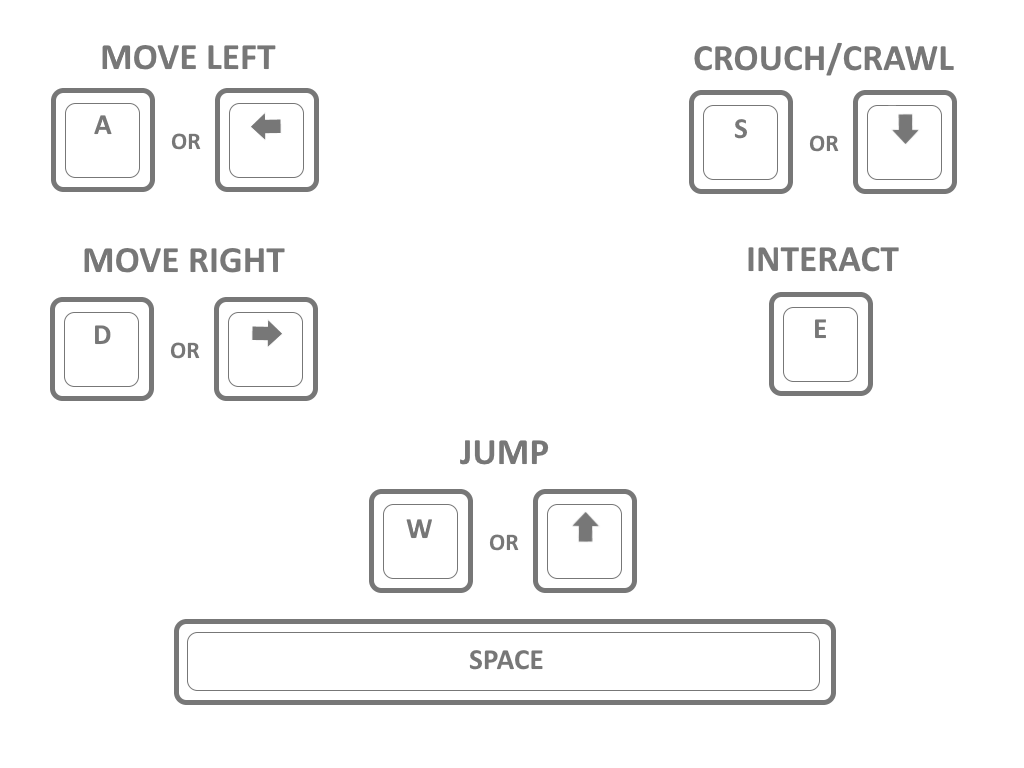 MOVE LEFT
A OR
CROUCH/CRAWL
S OR
MOVE RIGHT
D OR
INTERACT
E
JUMP
W OR
SPACE